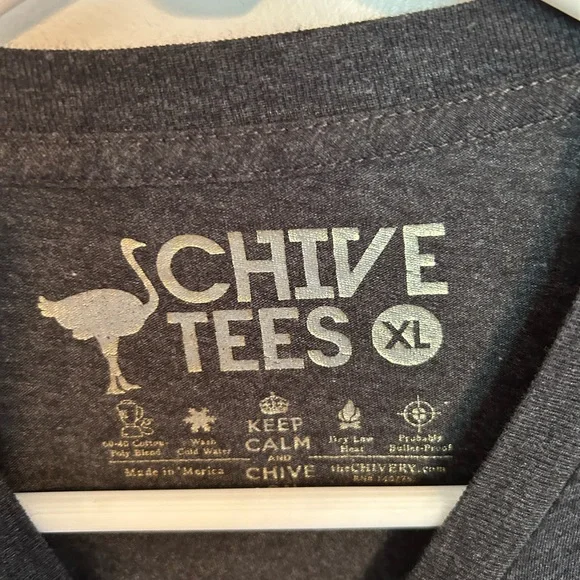 CHIVE
TEES XL
60-40 Cotton-
Poly Blend
Wash
Cold Water
KEEP
CALM
AND
CHIVE
Dry Low
Heat
Probably
Bullet-Proof
Made in 'Merica
theCHIVERY.com